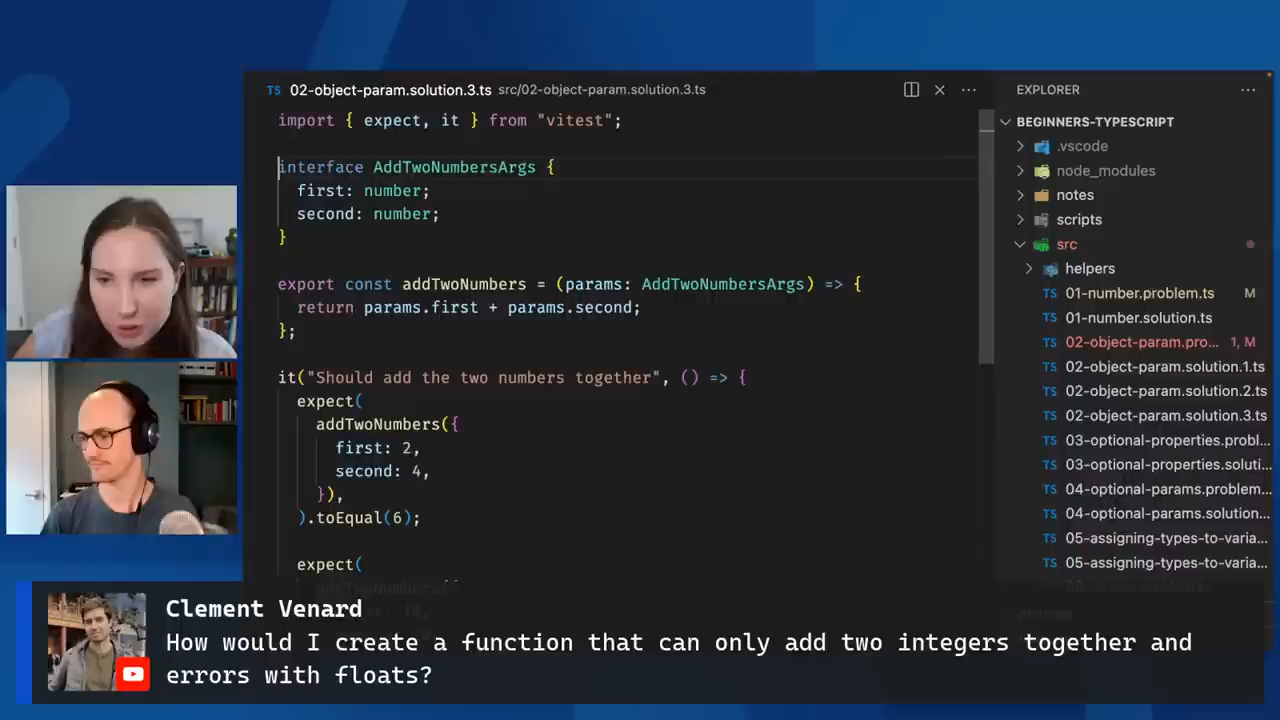 TS 02-object-param.solution.3.ts src/02-object-param.solution.3.ts
import { expect, it } from "vitest";
interface AddTwoNumbersArgs {
first: number;
second: number;
}
export const addTwoNumbers = (params: AddTwoNumbersArgs) => {
return params.first + params.second;
};
it("Should add the two numbers together", () => {
expect(
addTwoNumbers({
first: 2,
second: 4,
}),
).toEqual(6);
expect(
EXPLORER
BEGINNERS-TYPESCRIPT
.vscode
node_modules
notes
scripts
src
helpers
TS 01-number.problem.ts M
TS 01-number.solution.ts
TS 02-object-param.pro... 1, M
TS 02-object-param.solution.1.ts
TS 02-object-param.solution.2.ts
TS 02-object-param.solution.3.ts
TS 03-optional-properties.probl...
TS 03-optional-properties.soluti...
TS 04-optional-params.problem...
TS 04-optional-params.solution...
TS 05-assigning-types-to-varia...
TS 05-assigning-types-to-varia...
Clement Venard
How would I create a function that can only add two integers together and
errors with floats?